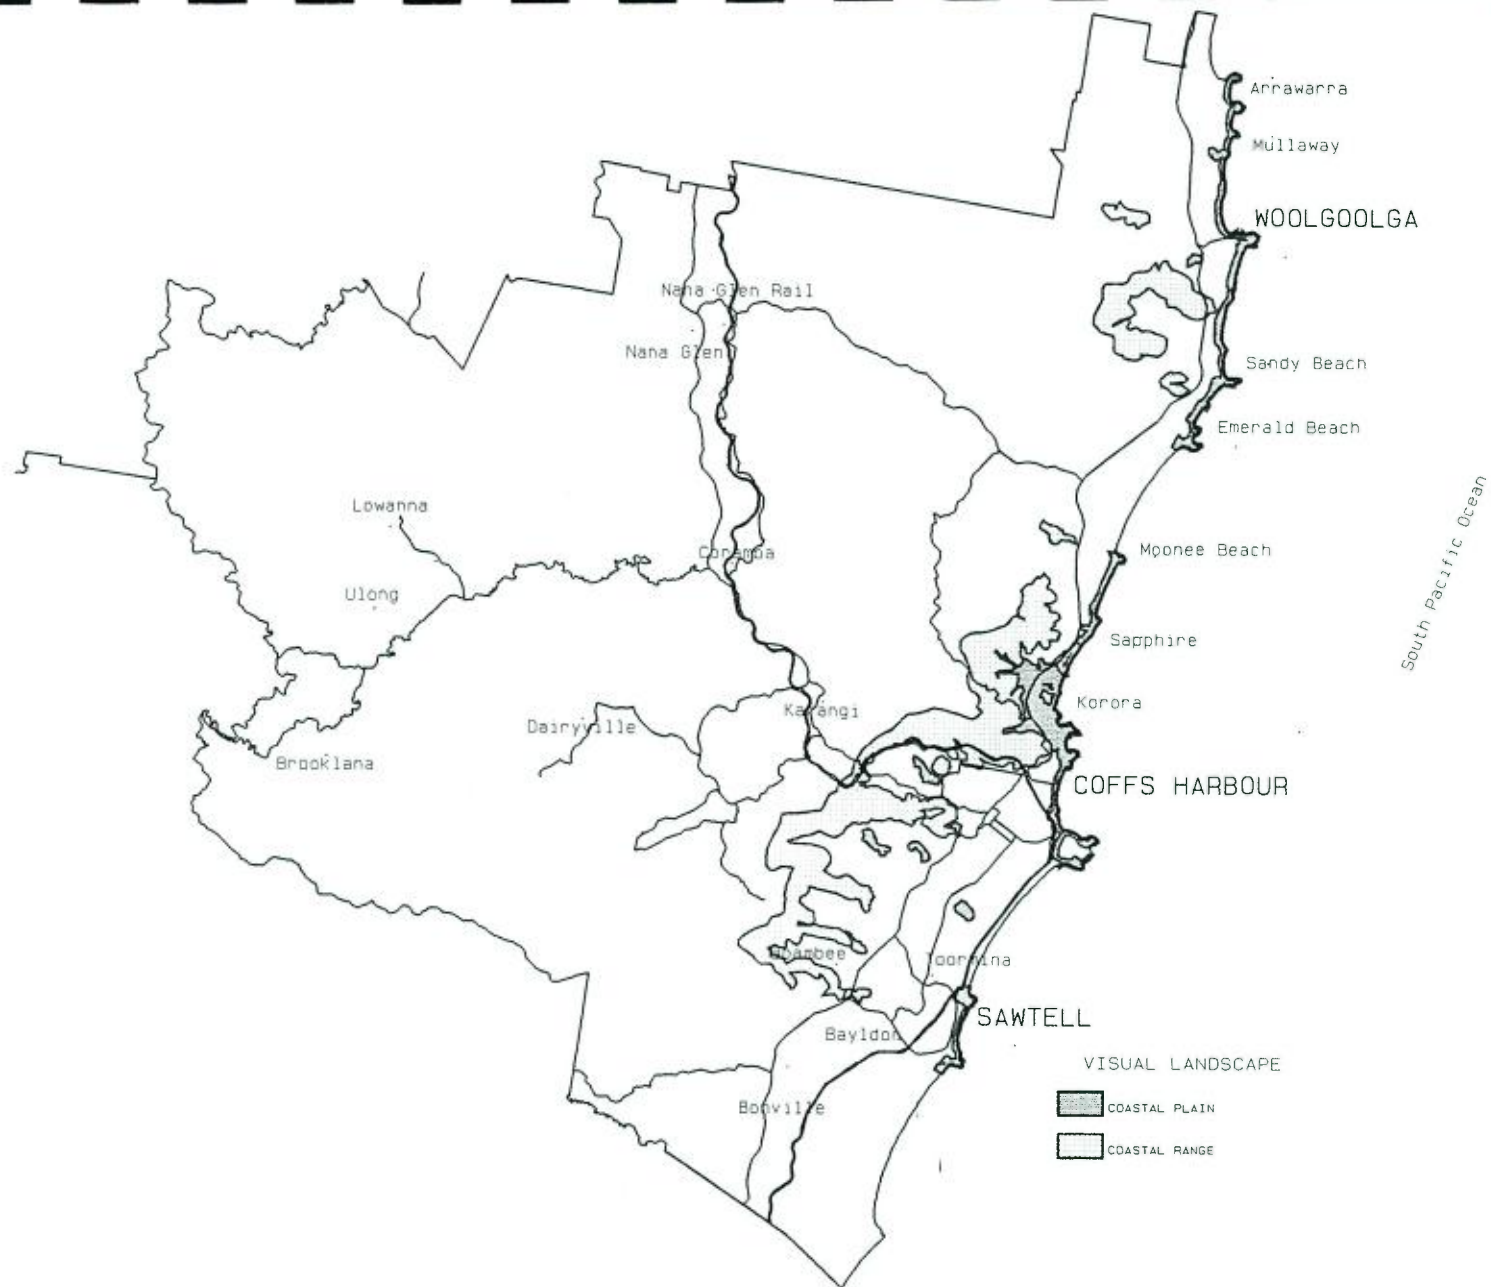 Arrawarra
Mullaway
WOOLGOOLGA
Nana Glen Rail
Nana Glen
Sandy Beach
Emerald Beach
South Pacific Ocean
Lowanna
Coramba
Moonee Beach
Ulong
Sapphire
Korora
Karangi
Dairyville
Brooklana
COFFS HARBOUR
Boambee
Toormina
SAWTELL
Bayldon
VISUAL LANDSCAPE
COASTAL PLAIN
Bonville
COASTAL RANGE